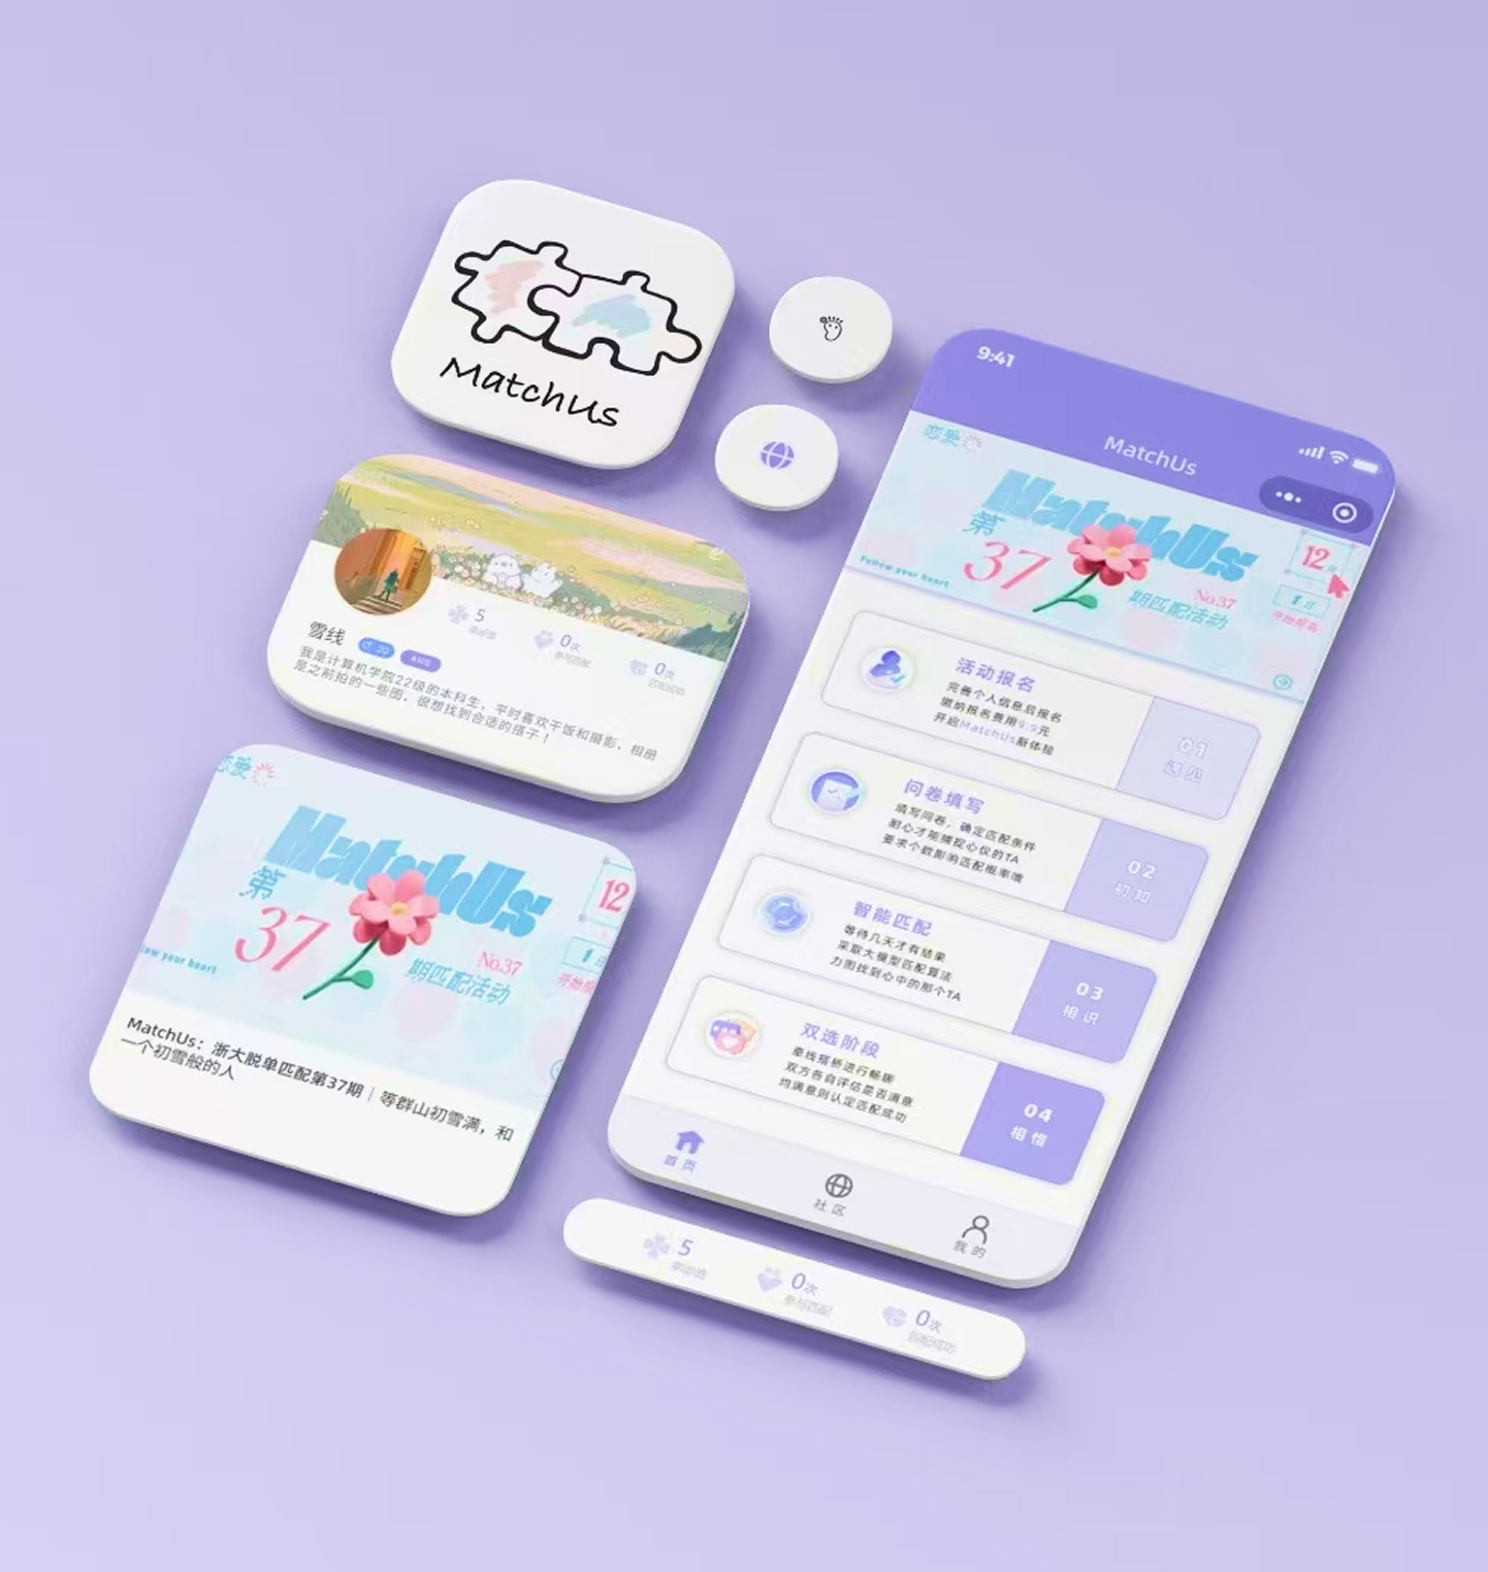 MatchUs
雪线
20
5
幸运值
0次
参与匹配
0次
匹配成功
我是计算机学院22级的本科生，平时喜欢干饭和摄影，相册
是之前拍的一些图，很想找到合适的搭子！
恋爱
MatchUs
第
37
No.37
期匹配活动
low your heart
12
MatchUs：浙大脱单匹配第37期｜等群山初雪满，和
一个初雪般的人
9:41
MatchUs
恋爱
MatchUs
第
37
No.37
期匹配活动
Follow your heart
12
开始报名
活动报名
完善个人信息后报名
缴纳报名费用9.9元
开启MatchUs新体验
01
遇见
问卷填写
填写问卷，确定匹配条件
耐心才能捕捉心仪的TA
要求个数影响匹配概率哦
02
初知
智能匹配
等待几天才有结果
采取大模型匹配算法
力图找到心中的那个TA
03
相识
双选阶段
牵线搭桥进行畅聊
双方各自评估是否满意
均满意则认定匹配成功
04
相惜
首页
社区
我的
5
幸运值
0次
参与匹配
0次
匹配成功